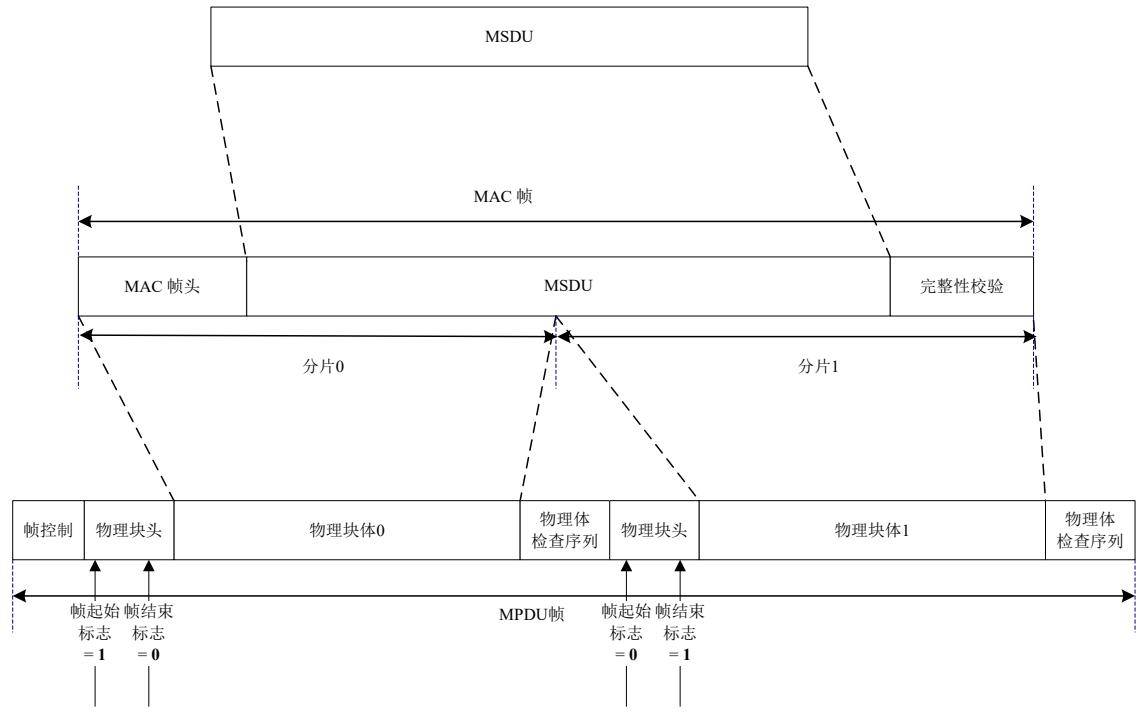 MSDU
MAC 帧
MAC 帧头
MSDU
完整性校验
分片0
分片1
帧控制
物理块头
物理块体0
物理体
检查序列
物理块头
物理块体1
物理体
检查序列
MPDU帧
帧起始
标志
= 1
帧结束
标志
= 0
帧起始
标志
= 0
帧结束
标志
= 1